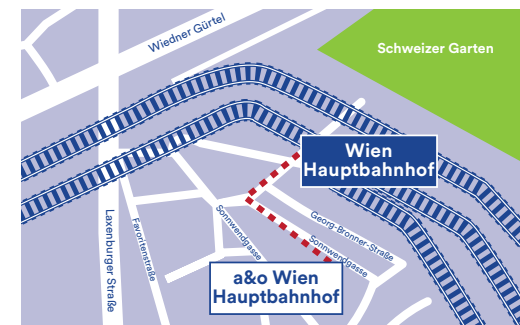 Wiedner Gürtel
Schweizer Garten
Wien
Hauptbahnhof
Laxenburger Straße
Favoritenstraße
Sonnwendgasse
Georg-Bronner-Straße
Sonnwendgasse
a&o Wien
Hauptbahnhof